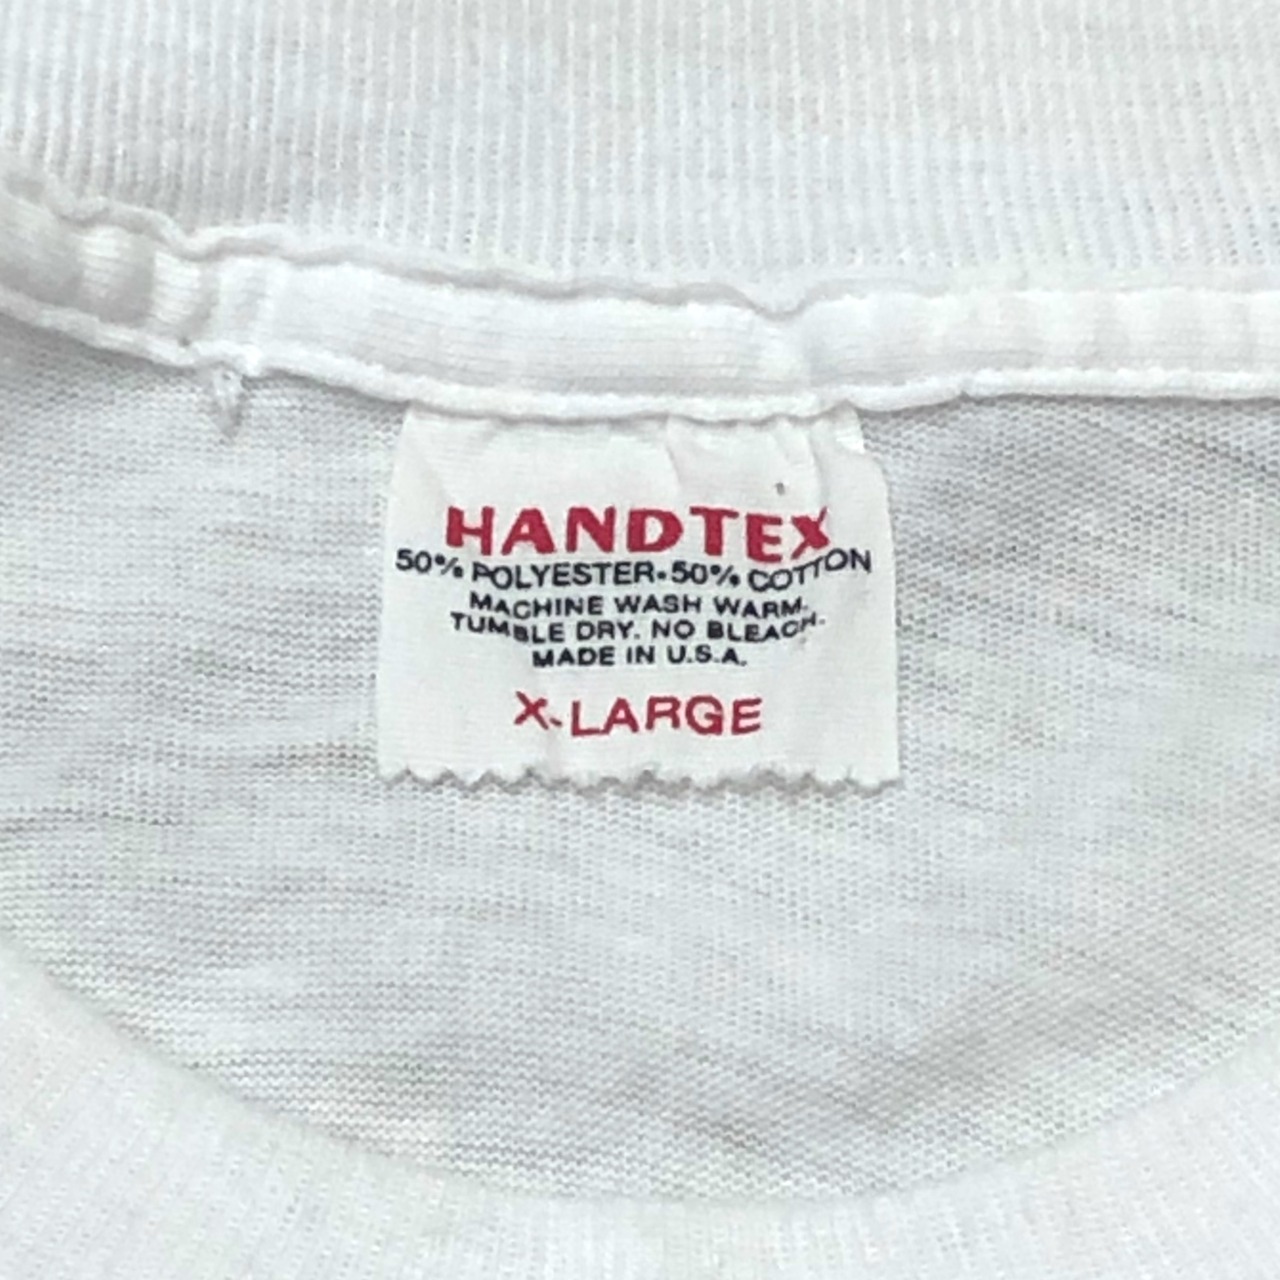 HANDTEX
50% POLYESTER•50% COTTON
MACHINE WASH WARM.
TUMBLE DRY. NO BLEACH.
MADE IN U.S.A.
X-LARGE